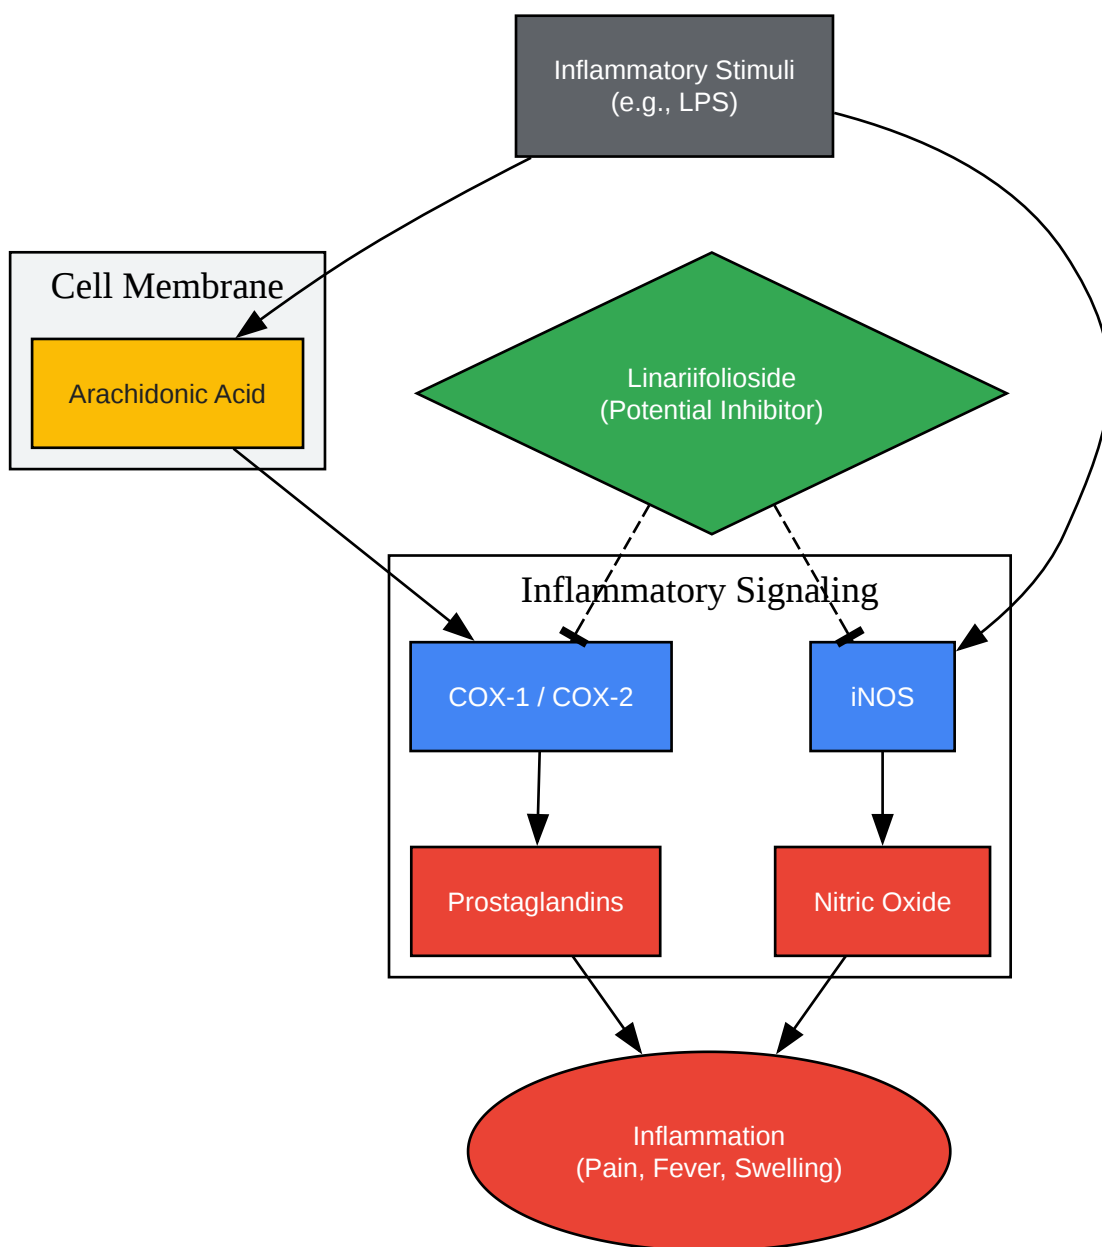 Inflammatory Stimuli
(e.g., LPS)
Cell Membrane
Arachidonic Acid
Linariifolioside
(Potential Inhibitor)
Inflammatory Signaling
COX-1 / COX-2
iNOS
Prostaglandins
Nitric Oxide
Inflammation
(Pain, Fever, Swelling)